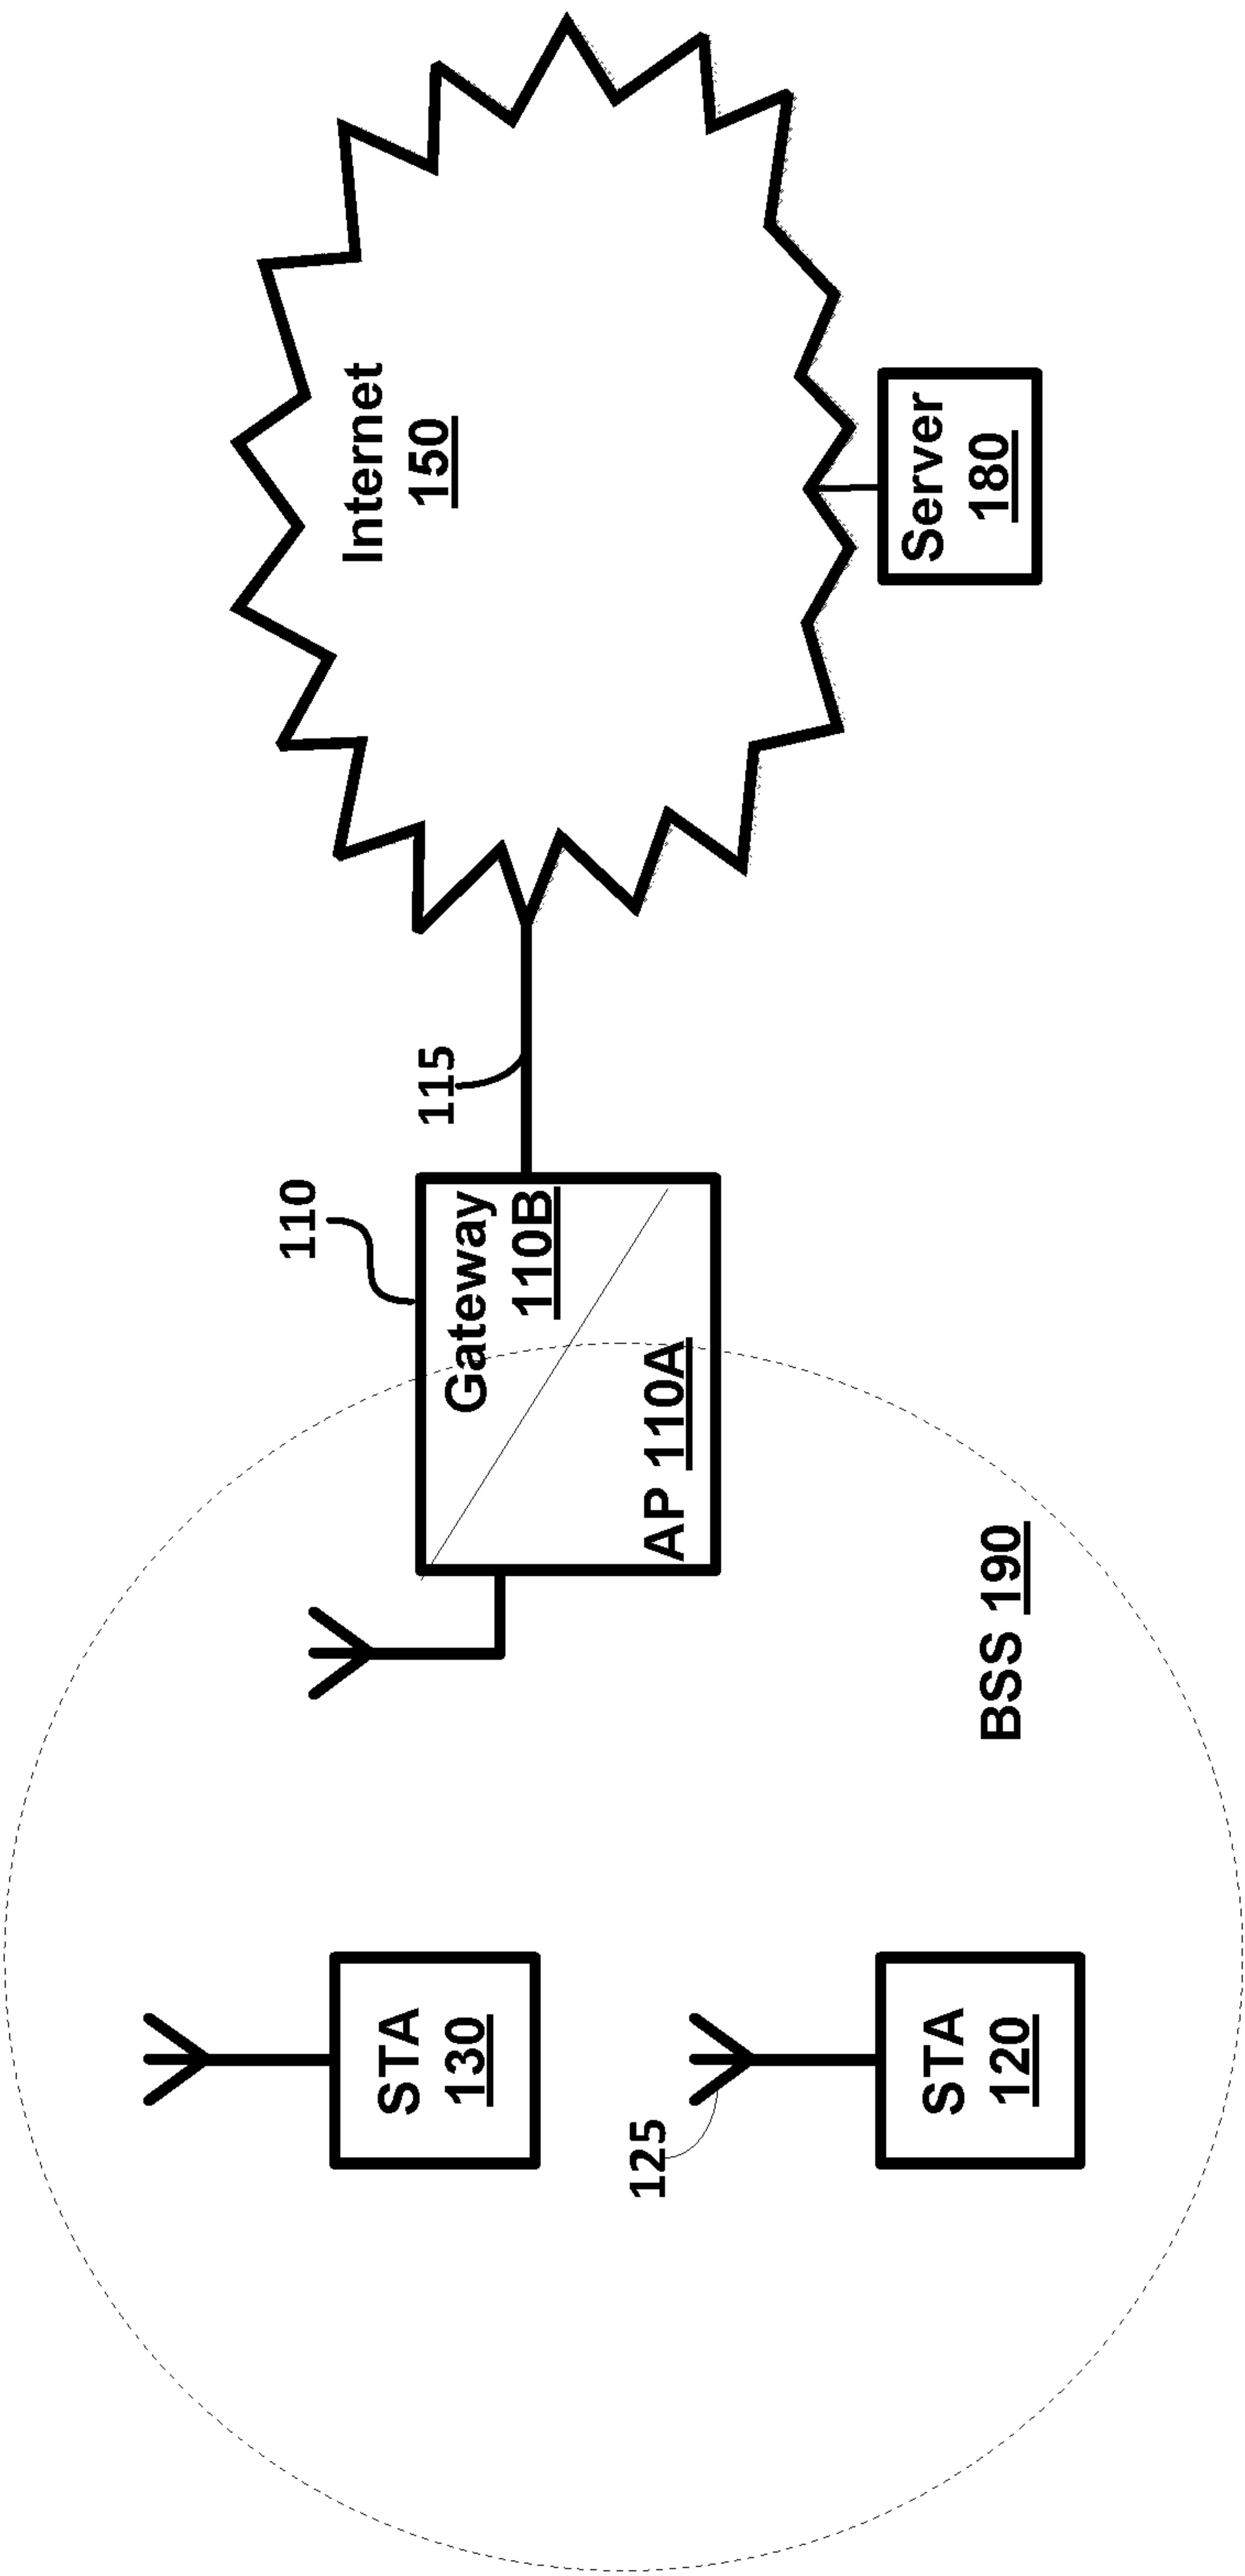 110
Internet
150
115
Gateway
110B
AP 110A
STA
130
125
STA
120
BSS 190
Server
180